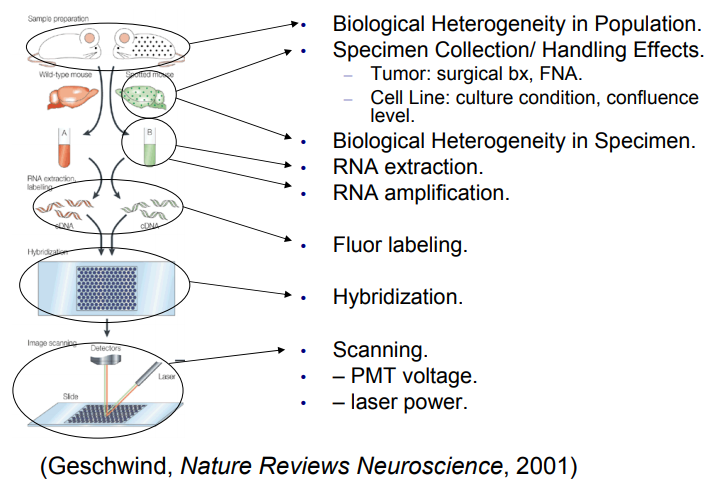 Sample preparation
Wild-type mouse
Spotted mouse
A
B
RNA extraction,
labeling
cDNA
cDNA
Hybridization
Image scanning
Detectors
Laser
Slide
• Biological Heterogeneity in Population.
• Specimen Collection/ Handling Effects.
– Tumor: surgical bx, FNA.
– Cell Line: culture condition, confluence
level.
• Biological Heterogeneity in Specimen.
• RNA extraction.
• RNA amplification.
• Fluor labeling.
• Hybridization.
• Scanning.
• – PMT voltage.
• – laser power.
(Geschwind, Nature Reviews Neuroscience, 2001)